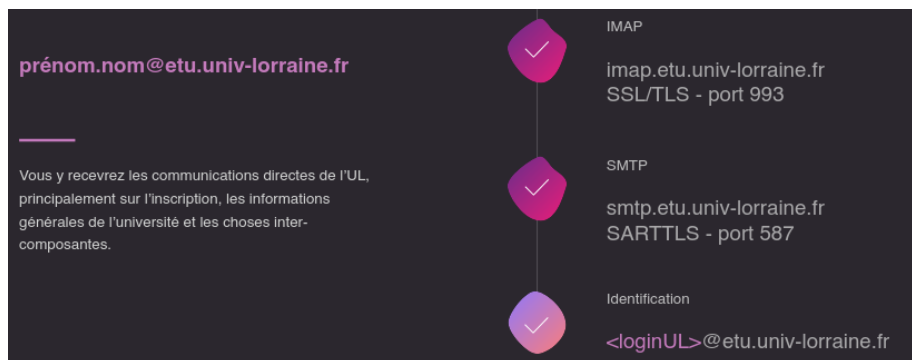 prénom.nom@etu.univ-lorraine.fr
Vous y recevrez les communications directes de l'UL,
principalement sur l'inscription, les informations
générales de l'université et les choses inter-
composantes.
IMAP
imap.etu.univ-lorraine.fr
SSL/TLS - port 993
SMTP
smtp.etu.univ-lorraine.fr
SARTTLS - port 587
Identification
<loginUL>@etu.univ-lorraine.fr